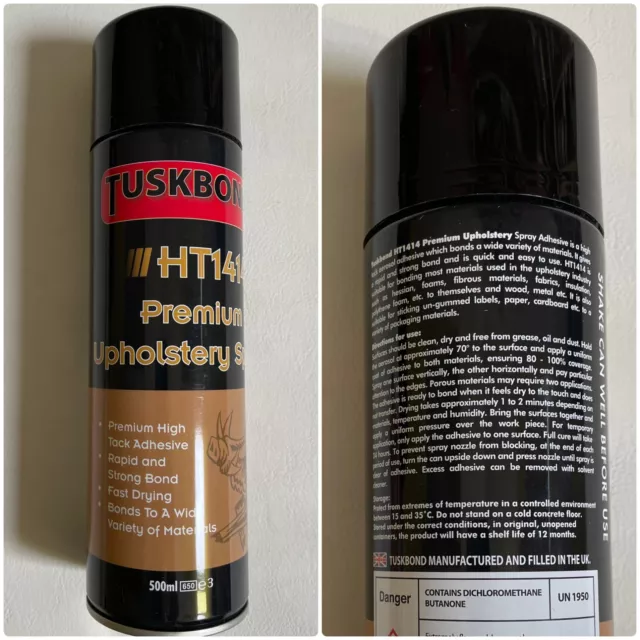 TUSKBOND
HT1414
Premium
Upholstery Sp
• Premium High
Tack Adhesive
• Rapid and
Strong Bond
• Fast Drying
• Bonds To A Wide
Variety of Materials
500ml 650 e 3
Tuskbond HT1414 Premium Upholstery Spray Adhesive is a high
aerosol adhesive which bonds a wide variety of materials. It gives
a rapid and strong bond and is quick and easy to use. HT1414 is
for bonding most materials used in the upholstery industry
such as hessian, foams, fibrous materials, fabrics, insulation,
foam, etc. to themselves and wood, metal etc. It is also
suitable for sticking un-gummed labels, paper, cardboard etc. to a
variety of packaging materials.
Directions for use:
Surfaces should be clean, dry and free from grease, oil and dust. Hold
the aerosol at approximately 70° to the surface and apply a uniform
of adhesive to both materials, ensuring 80 - 100% coverage.
Spray one surface vertically, the other horizontally and pay particular
attention to the edges. Porous materials may require two applications.
The adhesive is ready to bond when it feels dry to the touch and does
not transfer. Drying takes approximately 1 to 2 minutes depending on
materials, temperature and humidity. Bring the surfaces together and
apply a uniform pressure over the work piece. For temporary
application, only apply the adhesive to one surface. Full cure will take
24 hours. To prevent spray nozzle from blocking, at the end of each
period of use, turn the can upside down and press nozzle until spray is
clear of adhesive. Excess adhesive can be removed with solvent
cleaner.
Storage:
Protect from extremes of temperature in a controlled environment
between 15 and 35°C. Do not stand on a cold concrete floor.
Stored under the correct conditions, in original, unopened
containers, the product will have a shelf life of 12 months.
TUSKBOND MANUFACTURED AND FILLED IN THE UK.
SHAKE CAN WELL BEFORE USE
Danger
CONTAINS DICHLOROMETHANE
BUTANONE
UN 1950